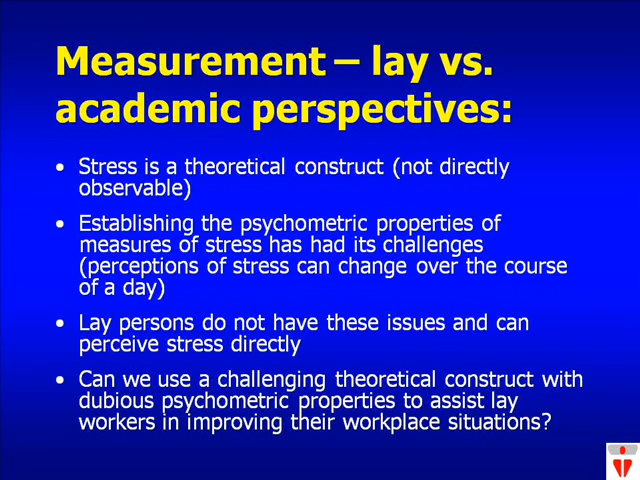 Measurement – lay vs.
academic perspectives:
• Stress is a theoretical construct (not directly
observable)
• Establishing the psychometric properties of
measures of stress has had its challenges
(perceptions of stress can change over the course
of a day)
• Lay persons do not have these issues and can
perceive stress directly
• Can we use a challenging theoretical construct with
dubious psychometric properties to assist lay
workers in improving their workplace situations?